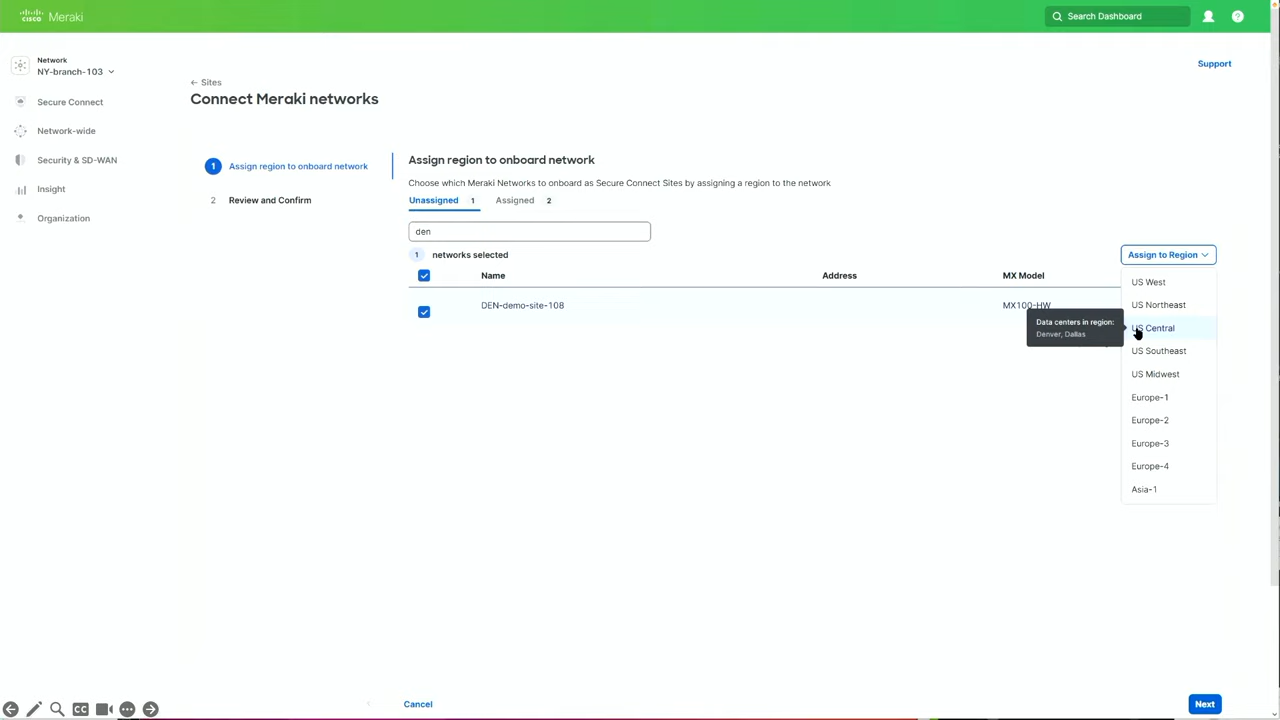 CISCO Meraki
Search Dashboard
?
Network
NY-branch-103
Support
Secure Connect
Network-wide
Security & SD-WAN
Insight
Organization
← Sites
Connect Meraki networks
1 Assign region to onboard network
2 Review and Confirm
Assign region to onboard network
Choose which Meraki Networks to onboard as Secure Connect Sites by assigning a region to the network
Unassigned 1 Assigned 2
den
1 networks selected
Assign to Region
Name Address MX Model
DEN-demo-site-108 MX100-HW
US West
US Northeast
US Central
US Southeast
US Midwest
Europe-1
Europe-2
Europe-3
Europe-4
Asia-1
Data centers in region:
Denver, Dallas
CC
Cancel
Next